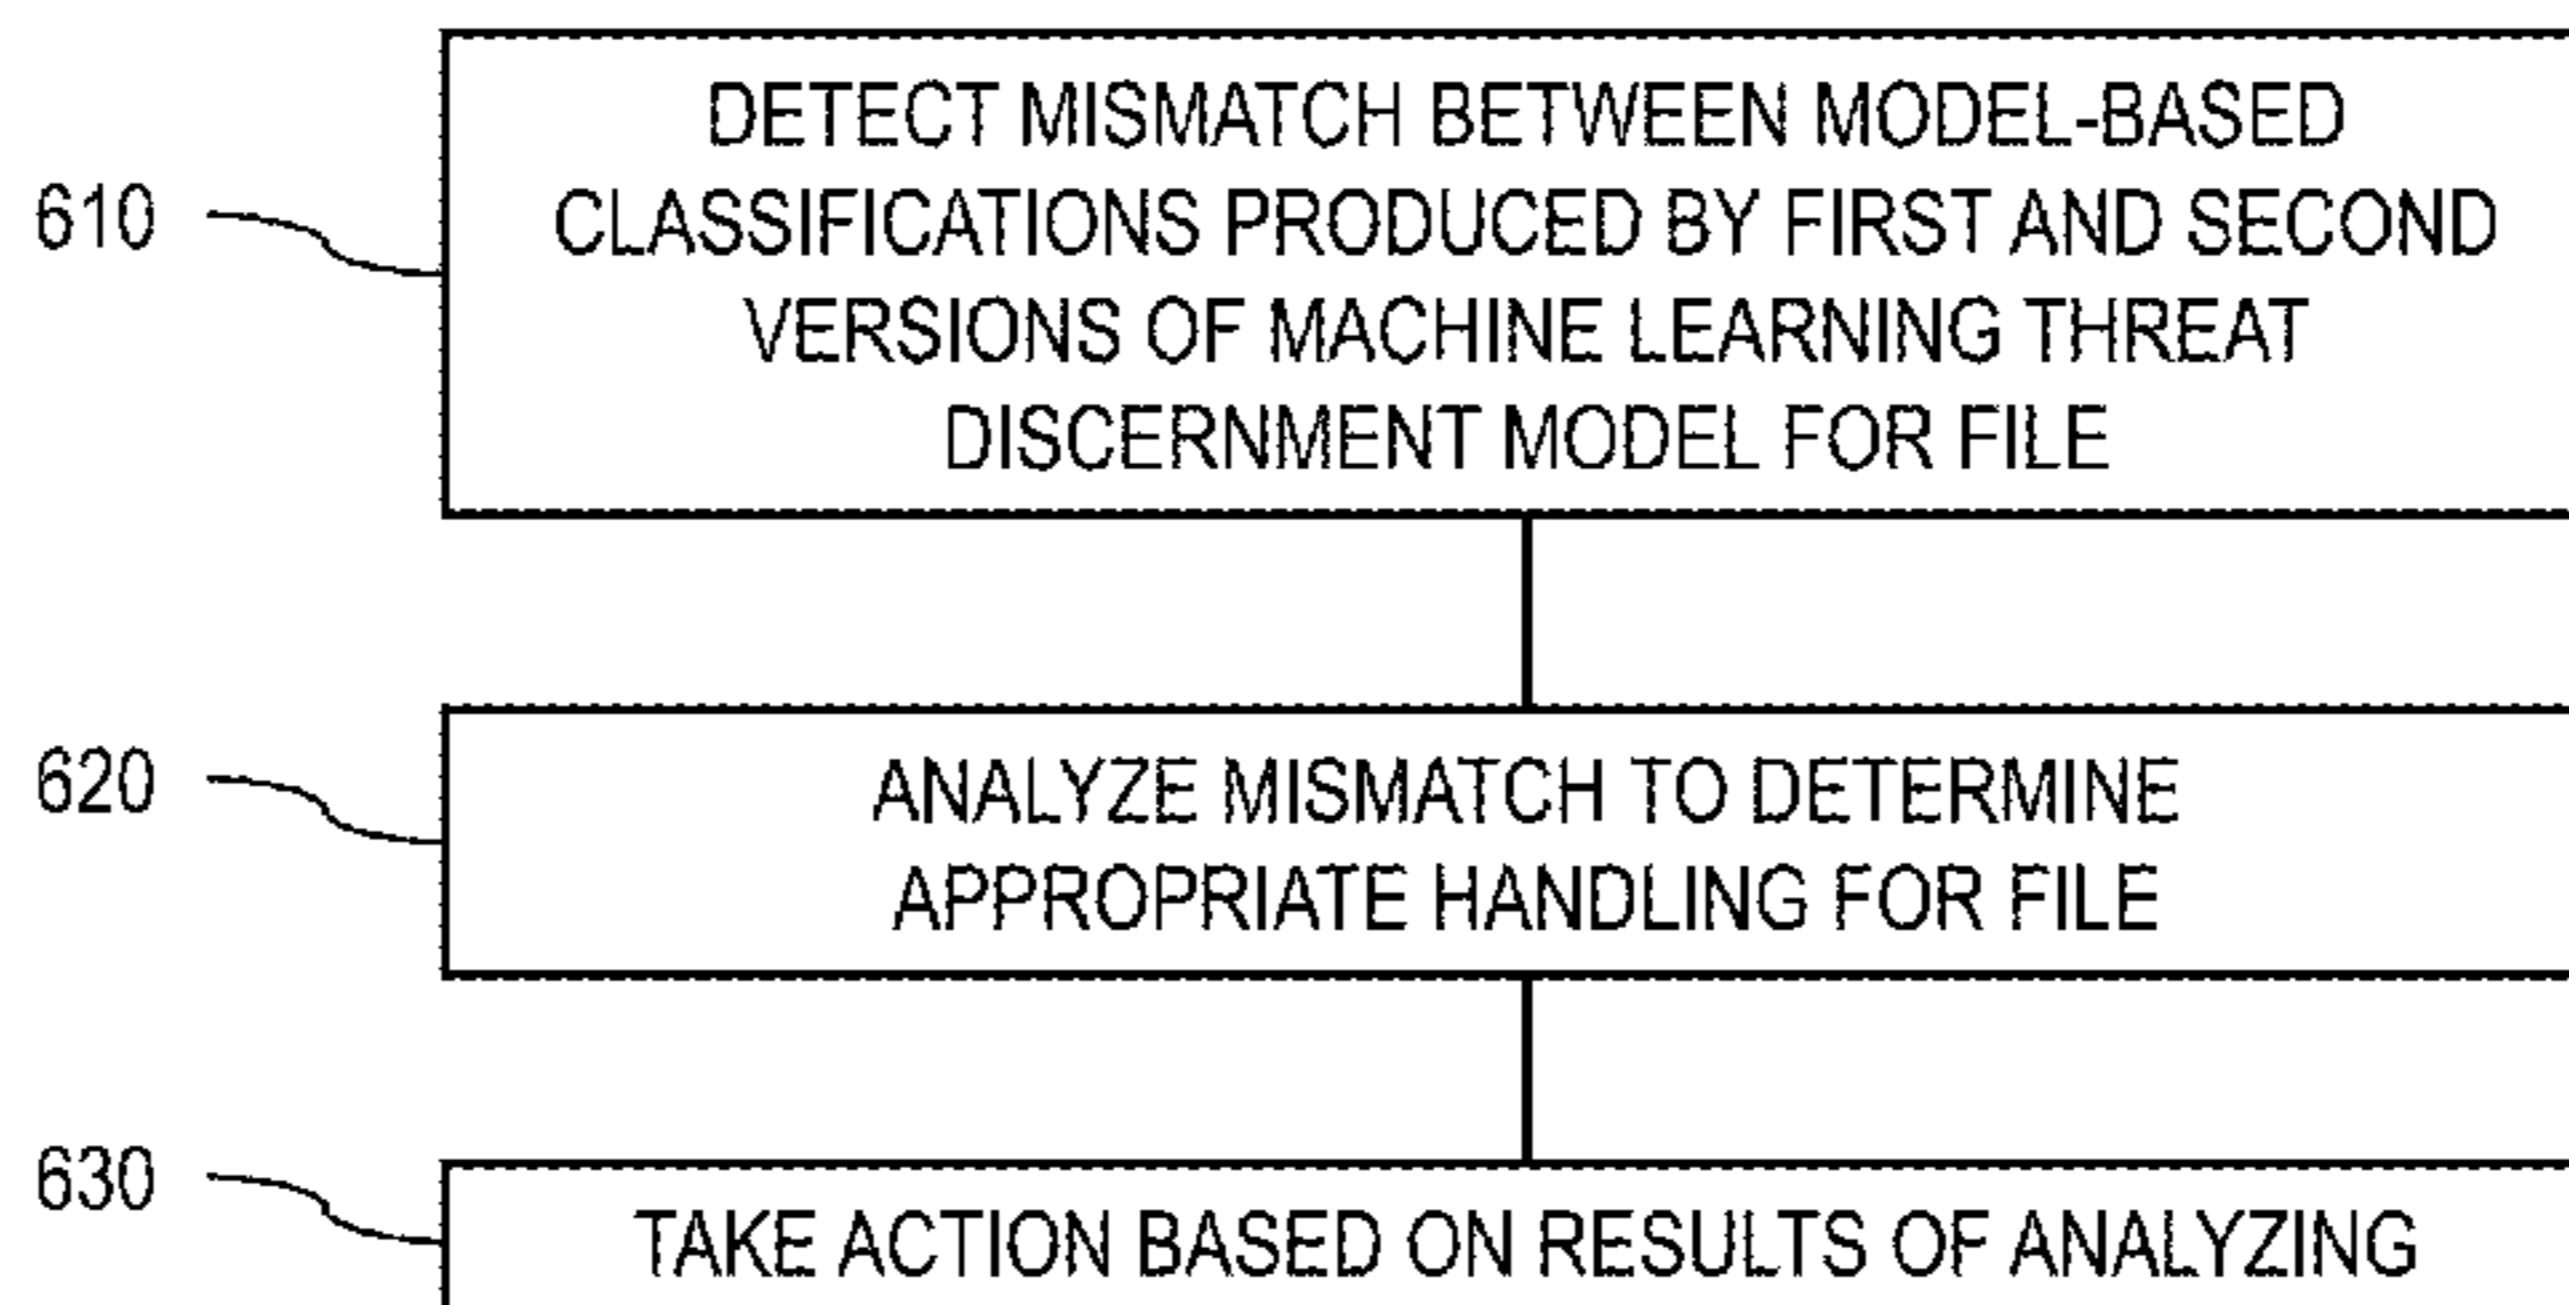 610
DETECT MISMATCH BETWEEN MODEL-BASED
CLASSIFICATIONS PRODUCED BY FIRST AND SECOND
VERSIONS OF MACHINE LEARNING THREAT
DISCERNMENT MODEL FOR FILE
620
ANALYZE MISMATCH TO DETERMINE
APPROPRIATE HANDLING FOR FILE
630
TAKE ACTION BASED ON RESULTS OF ANALYZING